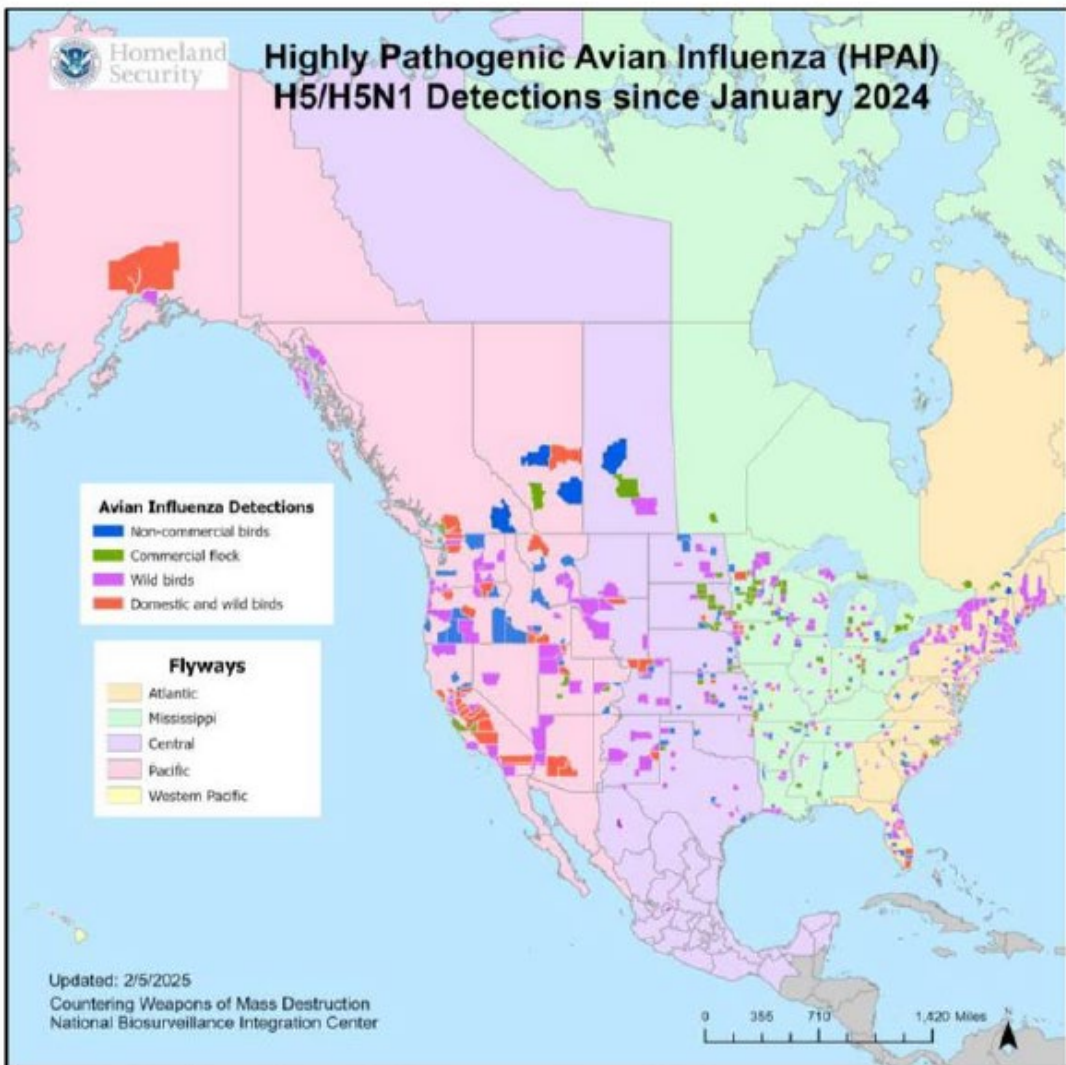 Homeland
Security
Highly Pathogenic Avian Influenza (HPAI)
H5/H5N1 Detections since January 2024
Avian Influenza Detections
Non-commercial birds
Commercial flock
Wild birds
Domestic and wild birds
Flyways
Atlantic
Mississippi
Central
Pacific
Western Pacific
Updated: 2/5/2025
Countering Weapons of Mass Destruction
National Biosurveillance Integration Center
0 355 710 1,420 Miles
N